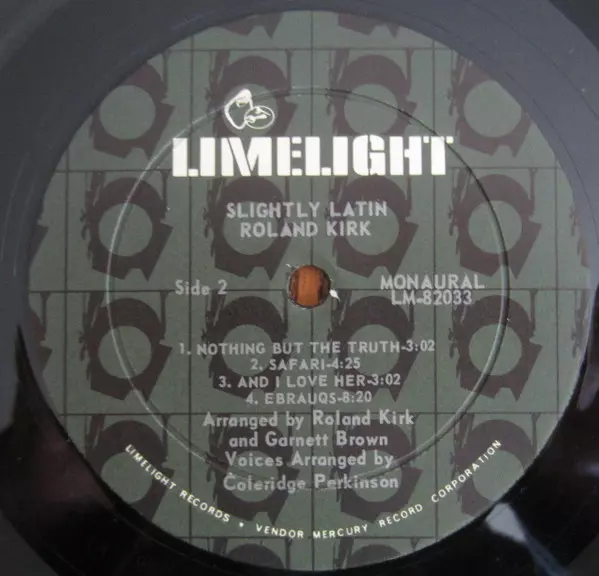 LIMELIGHT
SLIGHTLY LATIN
ROLAND KIRK
Side 2
MONAURAL
LM-82033
1. NOTHING BUT THE TRUTH-3:02
2. SAFARI-4:25
3. AND I LOVE HER-3:02
4. EBRAUQS-8:20
Arranged by Roland Kirk
and Garnett Brown
Voices Arranged by
Coleridge Perkinson
LIMELIGHT RECORDS • VENDOR MERCURY RECORD CORPORATION